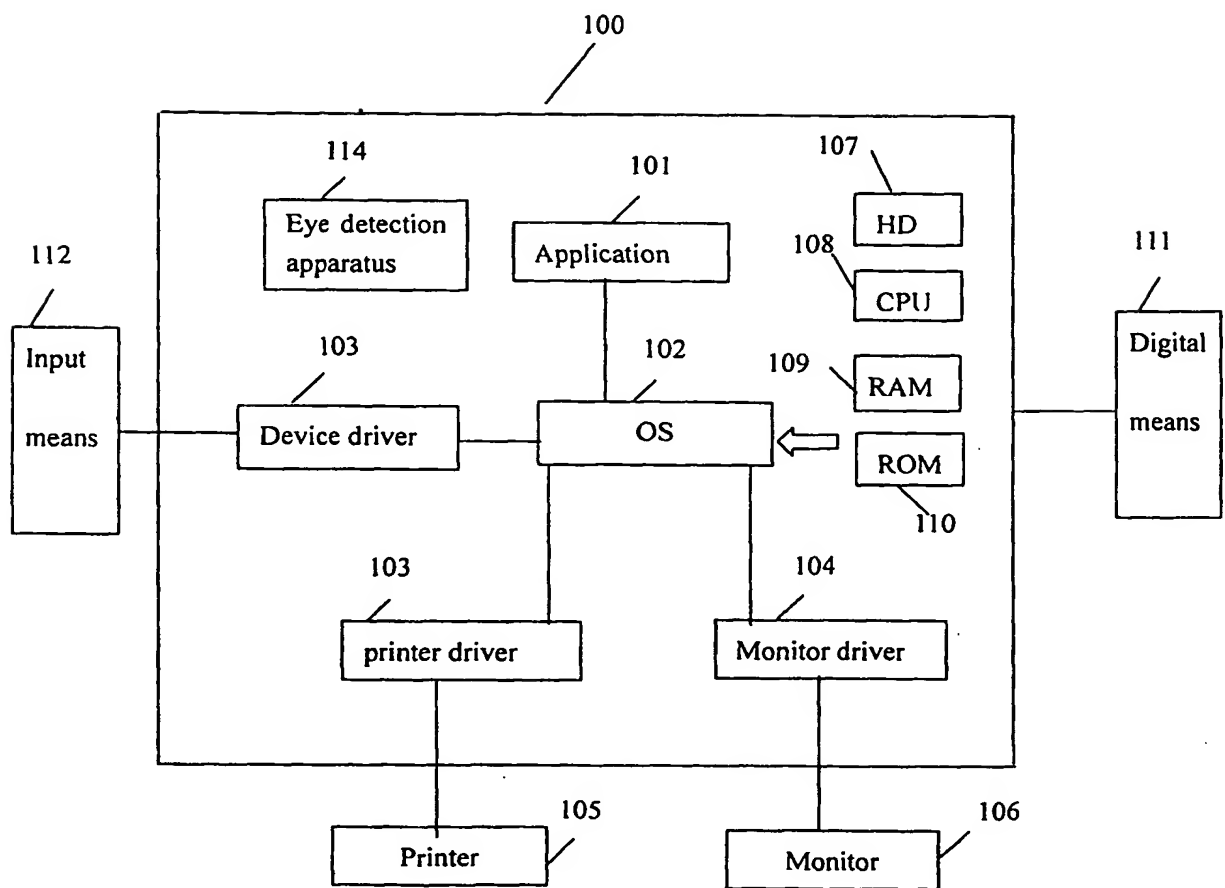 100
114
101
107
Eye detection
apparatus
Application
HD
112
108
111
CPU
Input
means
103
102
109
Digital
means
RAM
Device driver
OS
ROM
110
103
104
printer driver
Monitor driver
105
106
Printer
Monitor